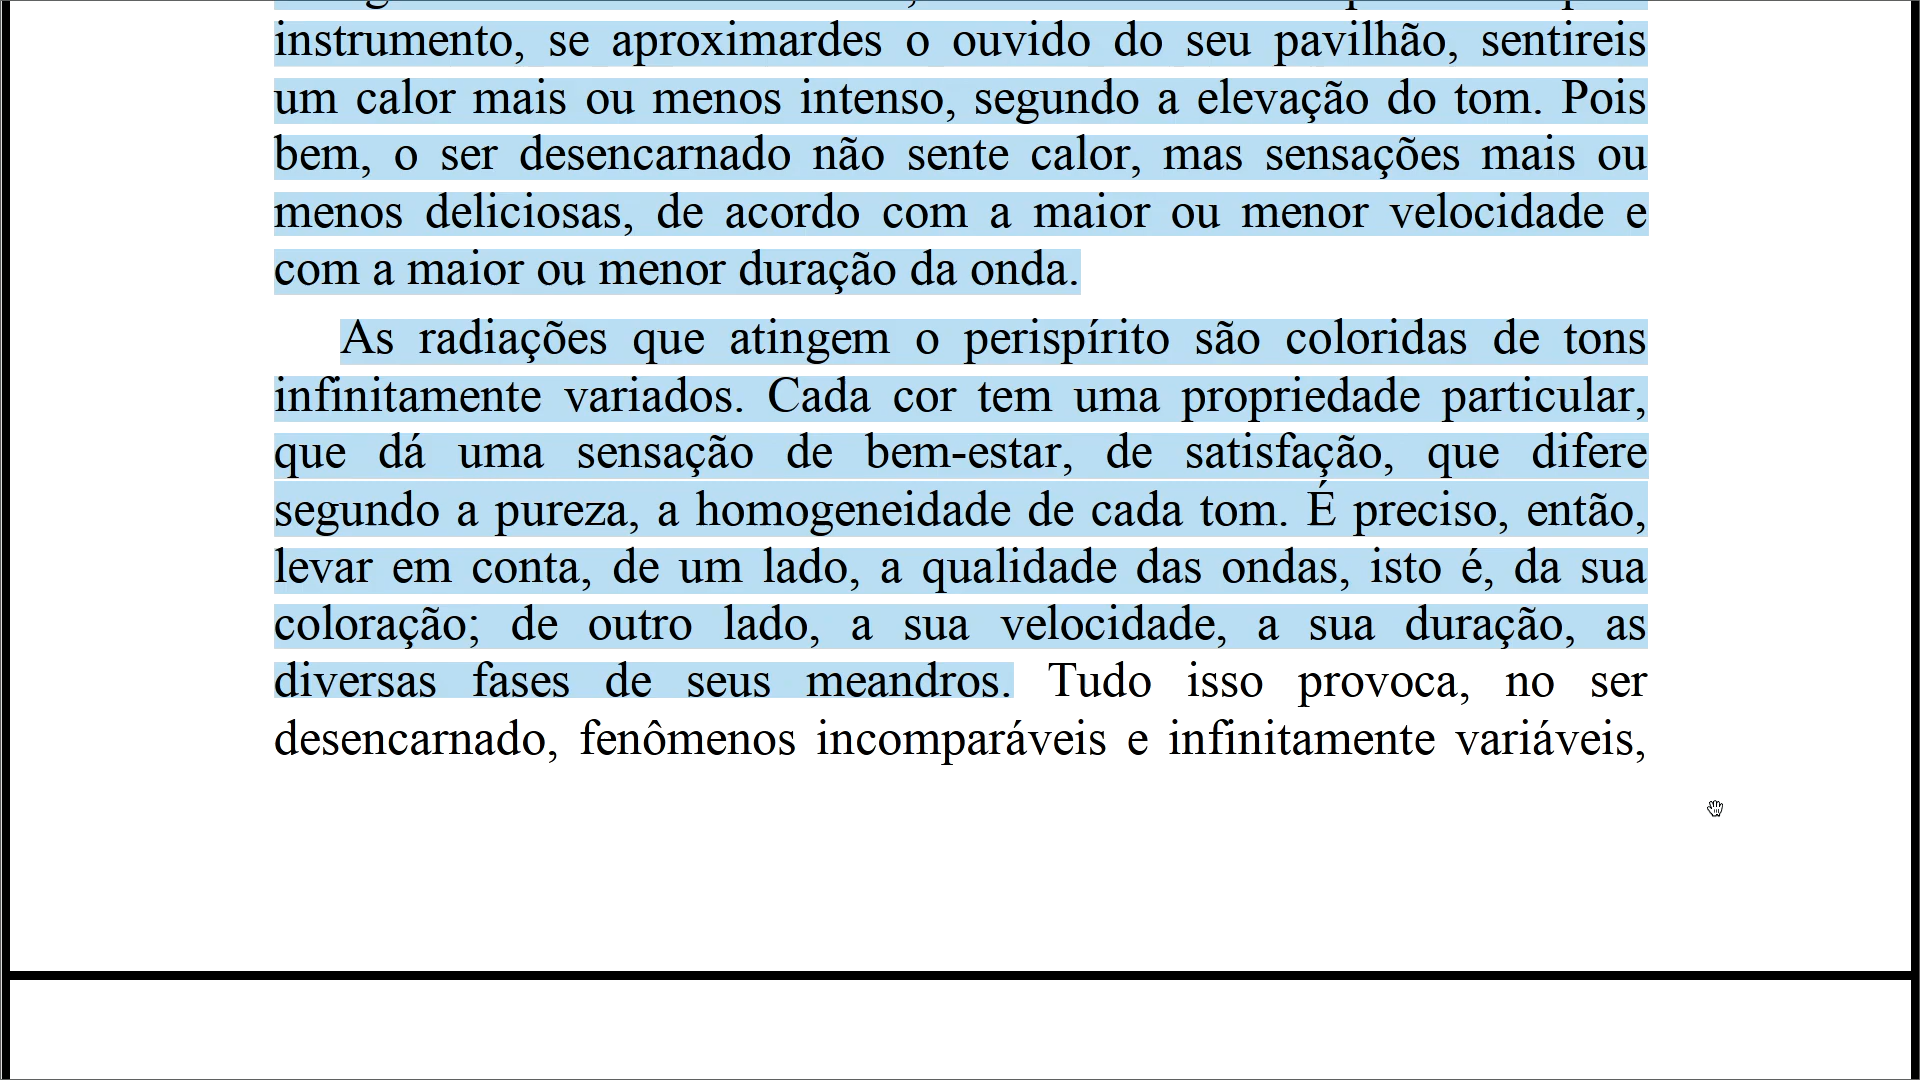 instrumento, se aproximardes o ouvido do seu pavilhão, sentireis
um calor mais ou menos intenso, segundo a elevação do tom. Pois
bem, o ser desencarnado não sente calor, mas sensações mais ou
menos deliciosas, de acordo com a maior ou menor velocidade e
com a maior ou menor duração da onda.
As radiações que atingem o perispírito são coloridas de tons
infinitamente variados. Cada cor tem uma propriedade particular,
que dá uma sensação de bem-estar, de satisfação, que difere
segundo a pureza, a homogeneidade de cada tom. É preciso, então,
levar em conta, de um lado, a qualidade das ondas, isto é, da sua
coloração; de outro lado, a sua velocidade, a sua duração, as
diversas fases de seus meandros. Tudo isso provoca, no ser
desencarnado, fenômenos incomparáveis e infinitamente variáveis,